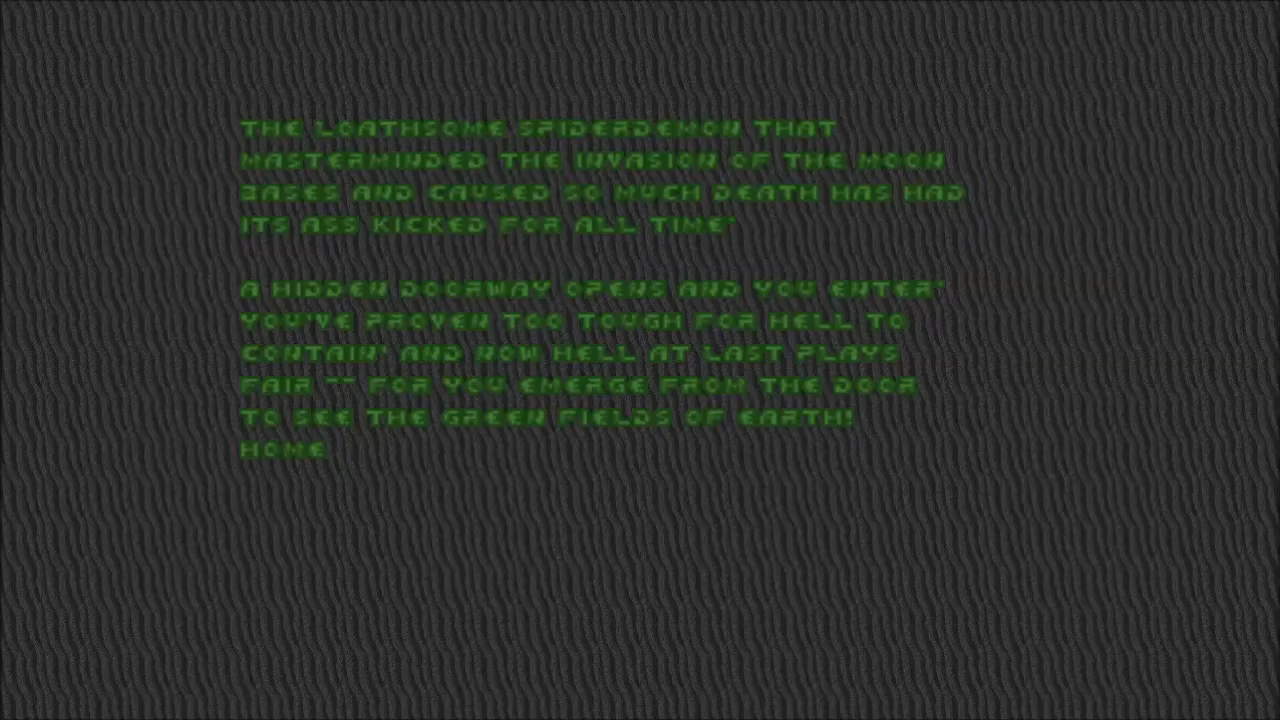 THE LOATHSOME SPIDERDEMON THAT
MASTERMINDED THE INVASION OF THE MOON
BASES AND CAUSED SO MUCH DEATH HAS HAD
ITS ASS KICKED FOR ALL TIME"
A HIDDEN DOORWAY OPENS AND YOU ENTER"
YOU'VE PROVEN TOO TOUGH FOR HELL TO
CONTAIN' AND NOW HELL AT LAST PLAYS
FAIR -- FOR YOU EMERGE FROM THE DOOR
TO SEE THE GREEN FIELDS OF EARTH!
HOME